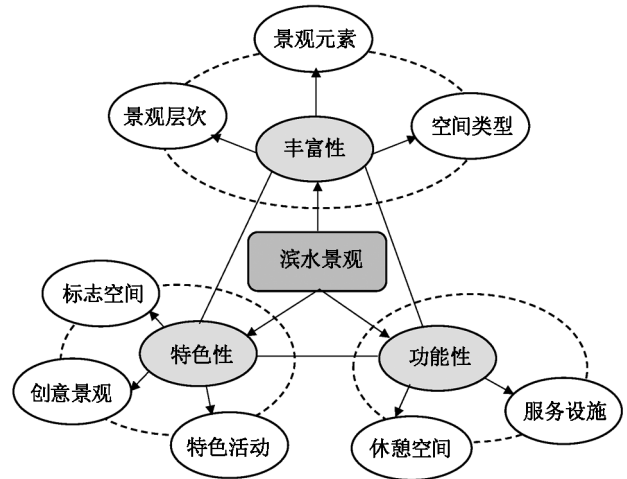 景观元素
景观层次
空间类型
丰富性
滨水景观
标志空间
特色性
功能性
创意景观
服务设施
特色活动
休憩空间